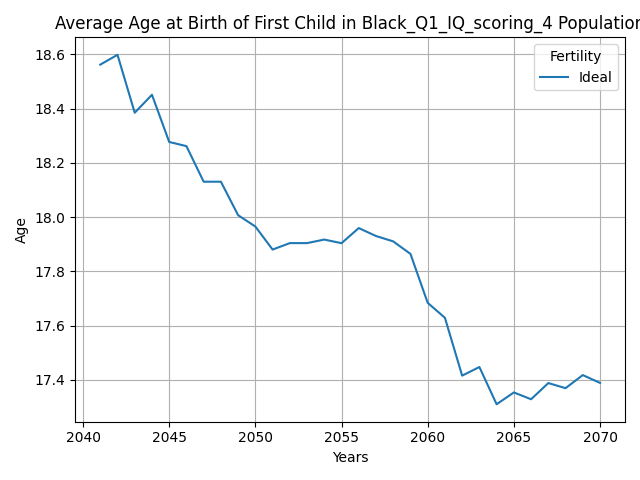 Average Age at Birth of First Child in Black_Q1_IQ_scoring_4 Population
18.6
18.4
18.2
18.0
17.8
17.6
17.4
Age
Fertility
Ideal
2040 2045 2050 2055 2060 2065 2070
Years